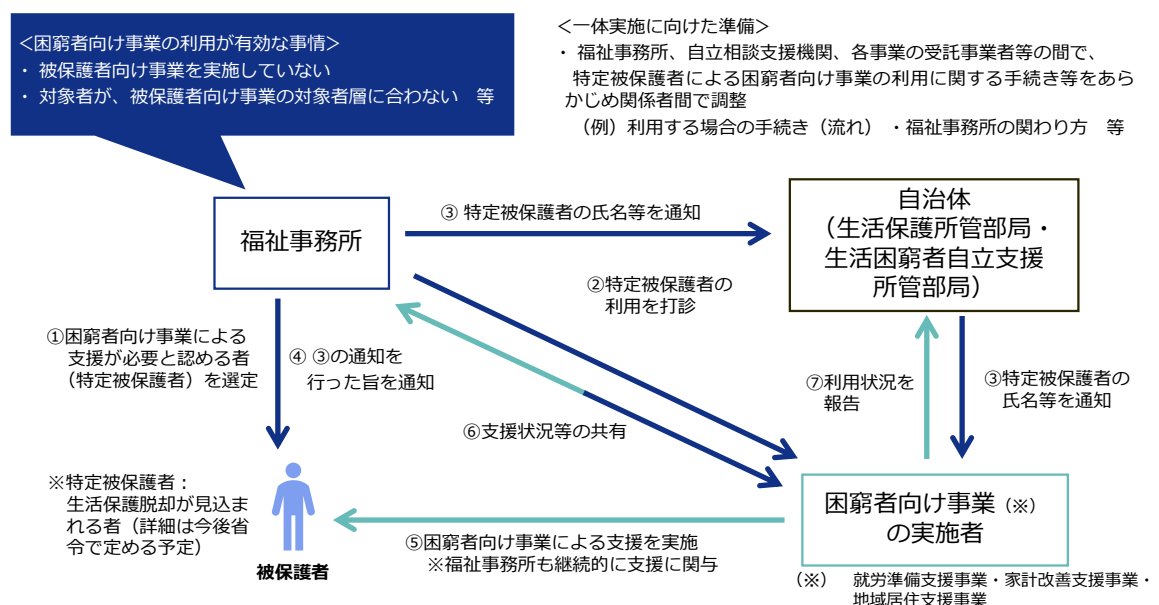 ＜困窮者向け事業の利用が有効な事情＞
・ 被保護者向け事業を実施していない
・ 対象者が、被保護者向け事業の対象者層に合わない　等
＜一体実施に向けた準備＞
・ 福祉事務所、自立相談支援機関、各事業の受託事業者等の間で、
特定被保護者による困窮者向け事業の利用に関する手続き等をあら
かじめ関係者間で調整
（例）利用する場合の手続き（流れ）・福祉事務所の関わり方　等
福祉事務所
③ 特定被保護者の氏名等を通知
自治体
（生活保護所管部局・
生活困窮者自立支援
所管部局）
②特定被保護者の
利用を打診
①困窮者向け事業による
支援が必要と認める者
（特定被保護者）を選定
④ ③の通知を
行った旨を通知
⑦利用状況を
報告
③特定被保護者の
氏名等を通知
⑥支援状況等の共有
※特定被保護者：
生活保護脱却が見込ま
れる者（詳細は今後省
令で定める予定）
被保護者
困窮者向け事業（※）
の実施者
⑤困窮者向け事業による支援を実施
※福祉事務所も継続的に支援に関与
（※）　就労準備支援事業・家計改善支援事業・
地域居住支援事業